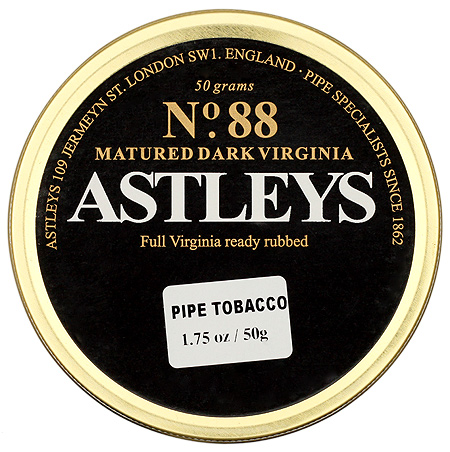 ASTLEYS 109 JERMEYN ST. LONDON SW1. ENGLAND · PIPE SPECIALISTS SINCE 1862
50 grams
No. 88
MATURED DARK VIRGINIA
ASTLEYS
Full Virginia ready rubbed
PIPE TOBACCO
1.75 oz / 50g